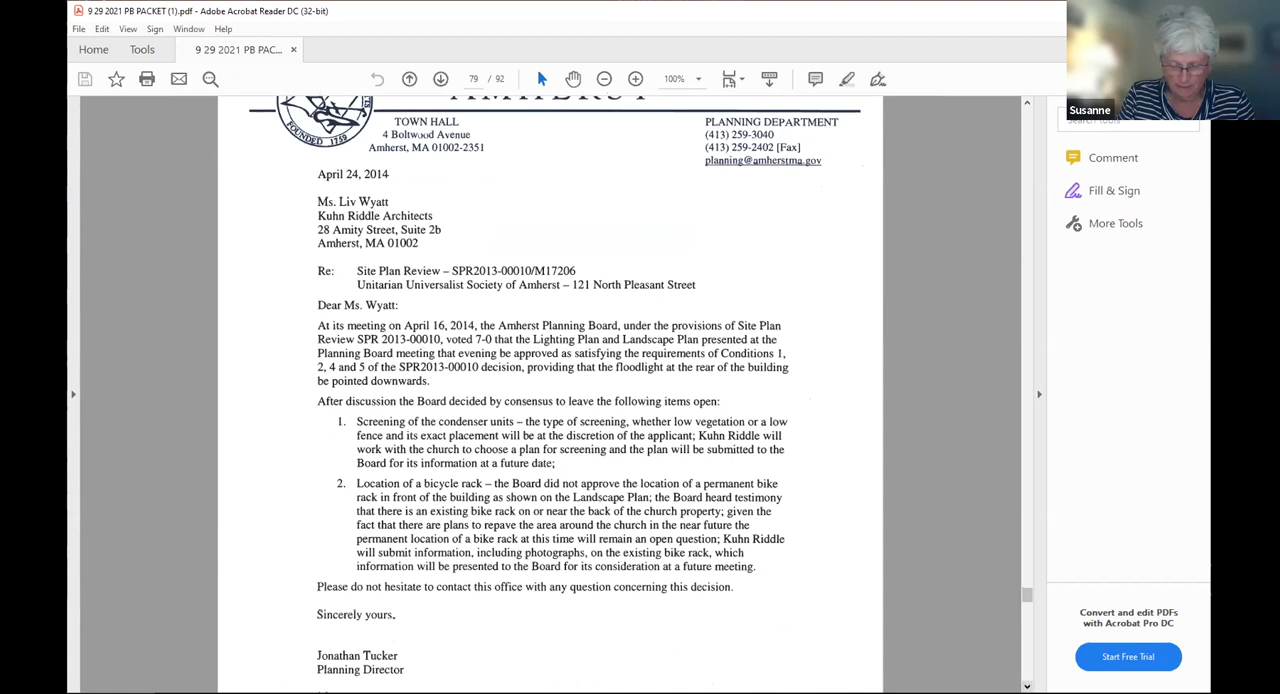 9 29 2021 PB PACKET (1).pdf - Adobe Acrobat Reader DC (32-bit)
File Edit View Sign Window Help
Home Tools 9 29 2021 PB PAC... ×
79 / 92 100%
Susanne
Search Tools
Comment
Fill & Sign
More Tools
Convert and edit PDFs
with Acrobat Pro DC
Start Free Trial
AMHERST
FOUNDED 1759
TOWN HALL
4 Boltwood Avenue
Amherst, MA 01002-2351
PLANNING DEPARTMENT
(413) 259-3040
(413) 259-2402 [Fax]
planning@amherstma.gov
April 24, 2014
Ms. Liv Wyatt
Kuhn Riddle Architects
28 Amity Street, Suite 2b
Amherst, MA 01002
Re: Site Plan Review – SPR2013-00010/M17206
Unitarian Universalist Society of Amherst – 121 North Pleasant Street
Dear Ms. Wyatt:
At its meeting on April 16, 2014, the Amherst Planning Board, under the provisions of Site Plan
Review SPR 2013-00010, voted 7-0 that the Lighting Plan and Landscape Plan presented at the
Planning Board meeting that evening be approved as satisfying the requirements of Conditions 1,
2, 4 and 5 of the SPR2013-00010 decision, providing that the floodlight at the rear of the building
be pointed downwards.
After discussion the Board decided by consensus to leave the following items open:
1. Screening of the condenser units – the type of screening, whether low vegetation or a low
fence and its exact placement will be at the discretion of the applicant; Kuhn Riddle will
work with the church to choose a plan for screening and the plan will be submitted to the
Board for its information at a future date;
2. Location of a bicycle rack – the Board did not approve the location of a permanent bike
rack in front of the building as shown on the Landscape Plan; the Board heard testimony
that there is an existing bike rack on or near the back of the church property; given the
fact that there are plans to repave the area around the church in the near future the
permanent location of a bike rack at this time will remain an open question; Kuhn Riddle
will submit information, including photographs, on the existing bike rack, which
information will be presented to the Board for its consideration at a future meeting.
Please do not hesitate to contact this office with any question concerning this decision.
Sincerely yours,
Jonathan Tucker
Planning Director